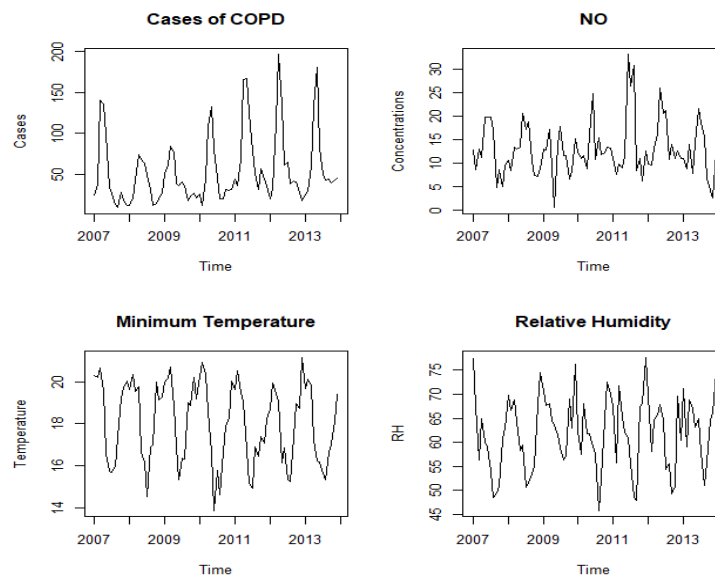 Cases of COPD
Cases
50 100 150 200
2007 2009 2011 2013
Time
NO
Concentrations
0 5 10 15 20 25 30
2007 2009 2011 2013
Time
Minimum Temperature
Temperature
14 16 18 20
2007 2009 2011 2013
Time
Relative Humidity
RH
45 50 55 60 65 70 75
2007 2009 2011 2013
Time